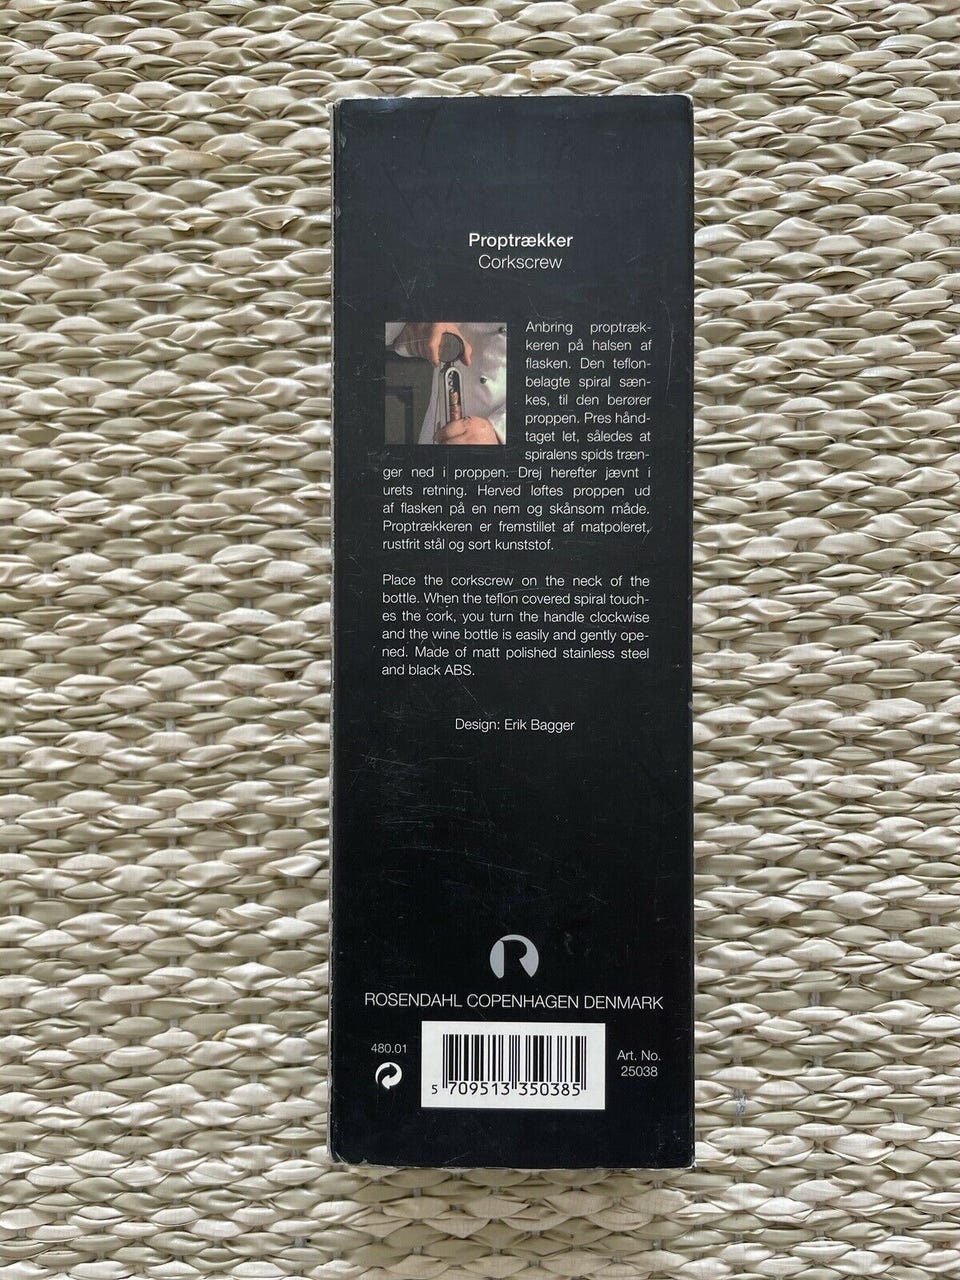 Proptrækker
Corkscrew
Anbring proptræk-
keren på halsen af
flasken. Den teflon-
belagte spiral sæn-
kes, til den berører
proppen. Pres hånd-
taget let, således at
spiralens spids træn-
ger ned i proppen. Drej herefter jævnt i
urets retning. Herved løftes proppen ud
af flasken på en nem og skånsom måde.
Proptrækkeren er fremstillet af matpoleret,
rustfrit stål og sort kunststof.
Place the corkscrew on the neck of the
bottle. When the teflon covered spiral touch-
es the cork, you turn the handle clockwise
and the wine bottle is easily and gently ope-
ned. Made of matt polished stainless steel
and black ABS.
Design: Erik Bagger
R
ROSENDAHL COPENHAGEN DENMARK
480.01
5 709513 350385
Art. No.
25038